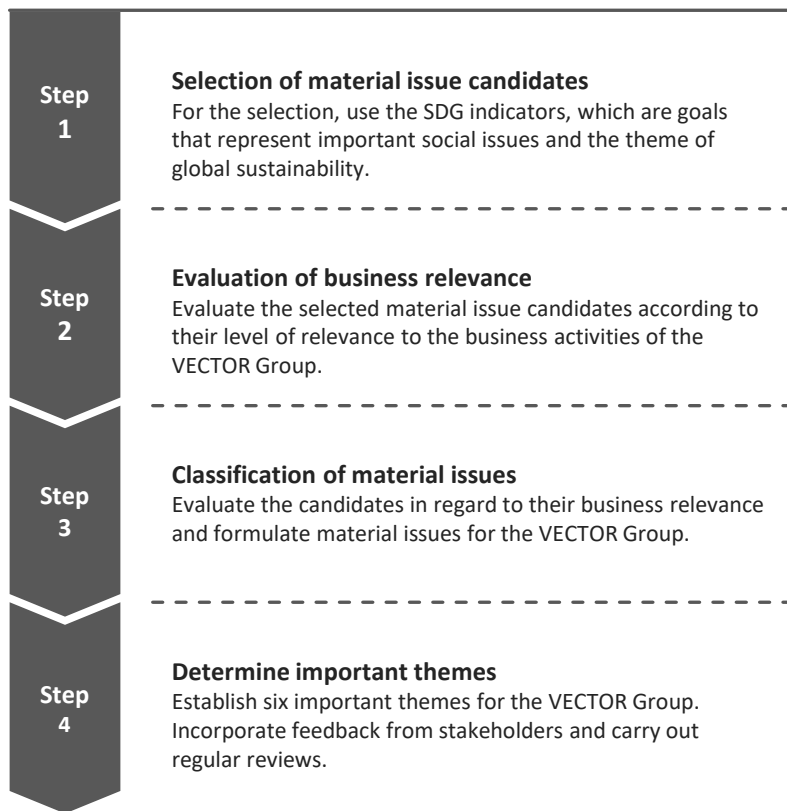 Step
1
Selection of material issue candidates
For the selection, use the SDG indicators, which are goals
that represent important social issues and the theme of
global sustainability.
Step
2
Evaluation of business relevance
Evaluate the selected material issue candidates according to
their level of relevance to the business activities of the
VECTOR Group.
Step
3
Classification of material issues
Evaluate the candidates in regard to their business relevance
and formulate material issues for the VECTOR Group.
Step
4
Determine important themes
Establish six important themes for the VECTOR Group.
Incorporate feedback from stakeholders and carry out
regular reviews.